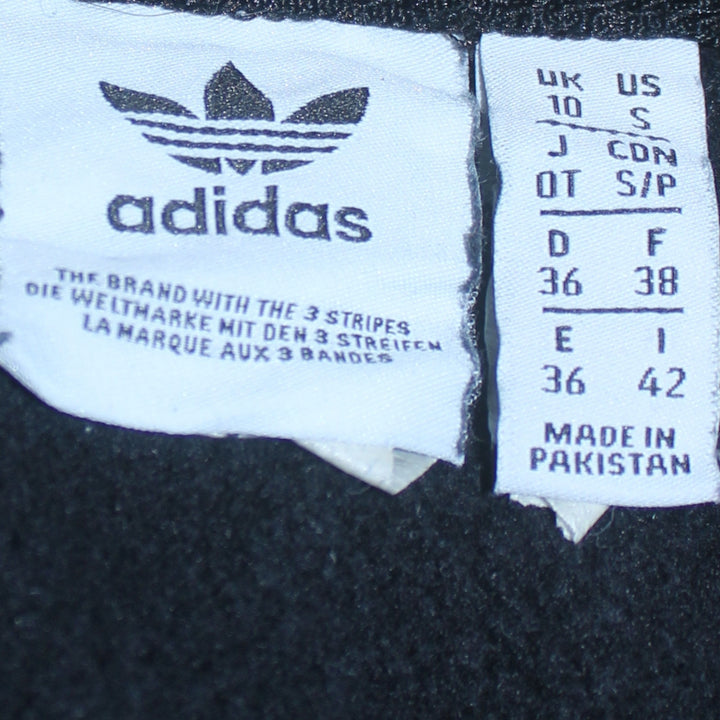 adidas
THE BRAND WITH THE 3 STRIPES
DIE WELTMARKE MIT DEN 3 STREIFEN
LA MARQUE AUX 3 BANDES
UK US
10 S
J CDN
OT S/P
D F
36 38
E I
36 42
MADE IN
PAKISTAN